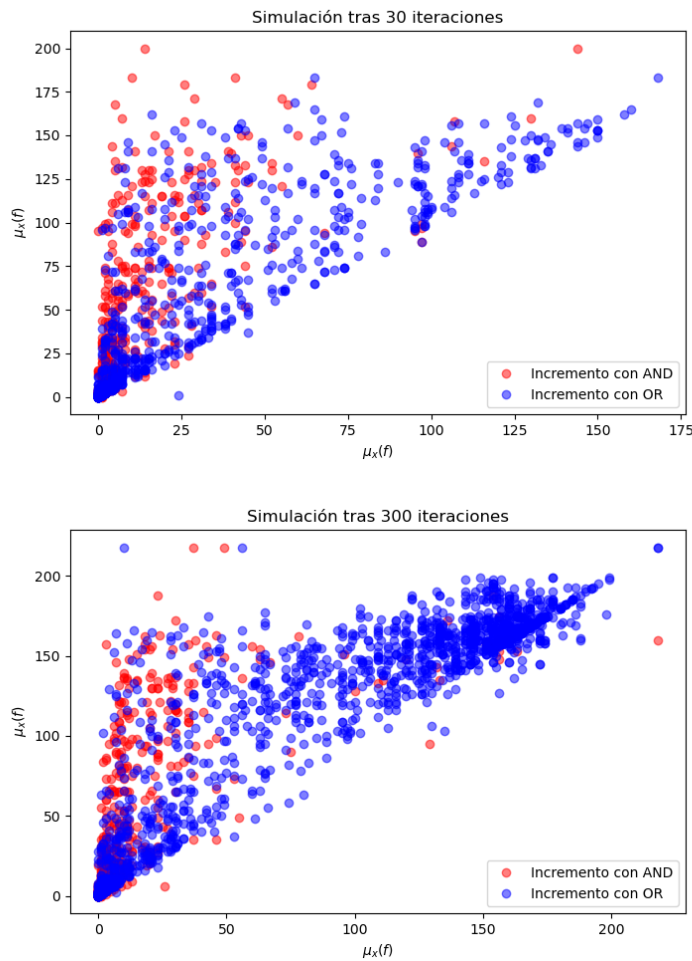 Simulación tras 30 iteraciones
200
175
150
125
100
75
50
25
0
μx(f)
Incremento con AND
Incremento con OR
0 25 50 75 100 125 150 175
μx(f)
Simulación tras 300 iteraciones
200
150
100
50
0
μx(f)
Incremento con AND
Incremento con OR
0 50 100 150 200
μx(f)